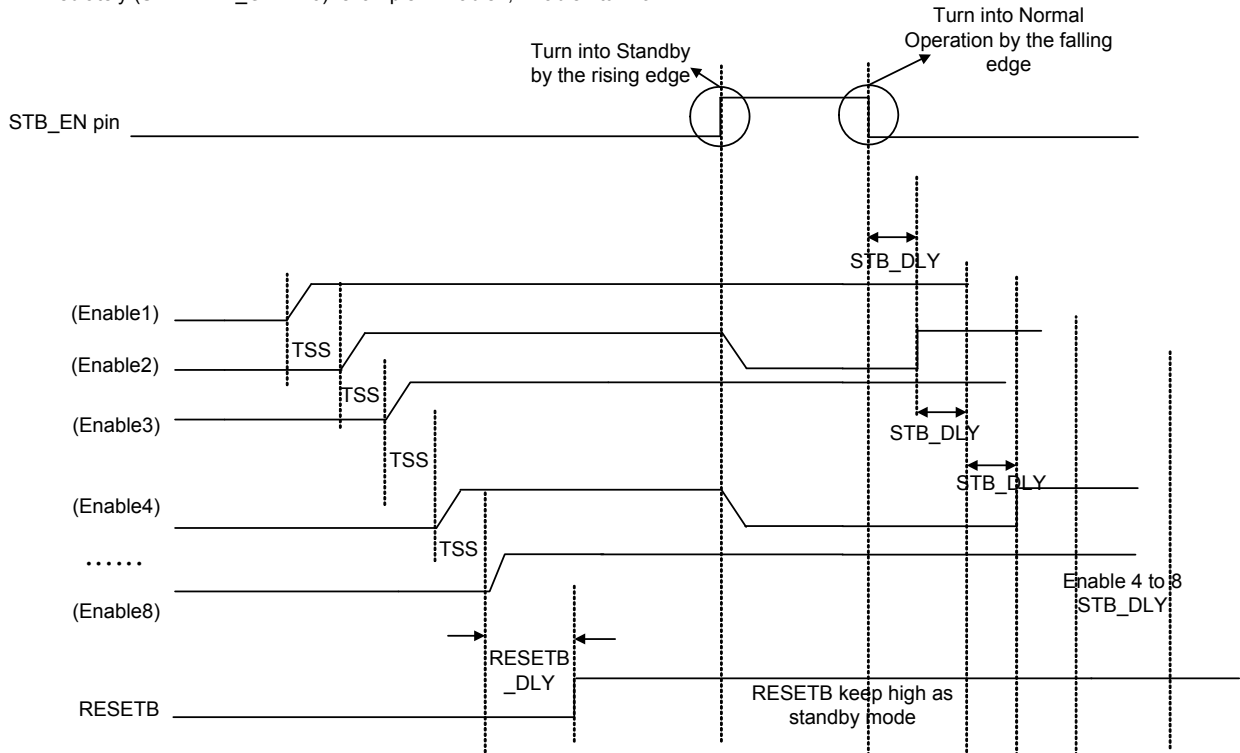 Turn into Normal
Operation by the falling
edge
Turn into Standby
by the rising edge
STB_EN pin
STB_DLY
(Enable1)
TSS
(Enable2)
TSS
(Enable3)
STB_DLY
TSS
STB_DLY
(Enable4)
TSS
......
Enable 4 to 8
STB_DLY
(Enable8)
RESETB
_DLY
RESETB keep high as
standby mode
RESETB